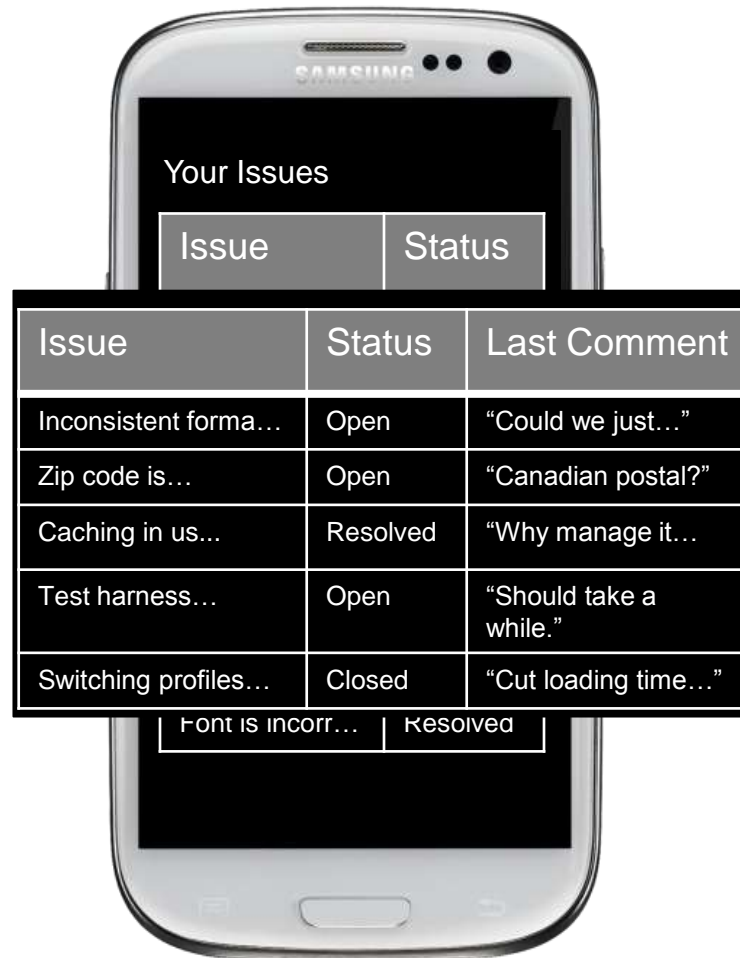 SAMSUNG
Your Issues
Issue Status
Issue Status Last Comment
Inconsistent forma… Open “Could we just…”
Zip code is… Open “Canadian postal?”
Caching in us... Resolved “Why manage it…
Test harness… Open “Should take a
while.”
Switching profiles… Closed “Cut loading time…”
Font is incorr… Resolved